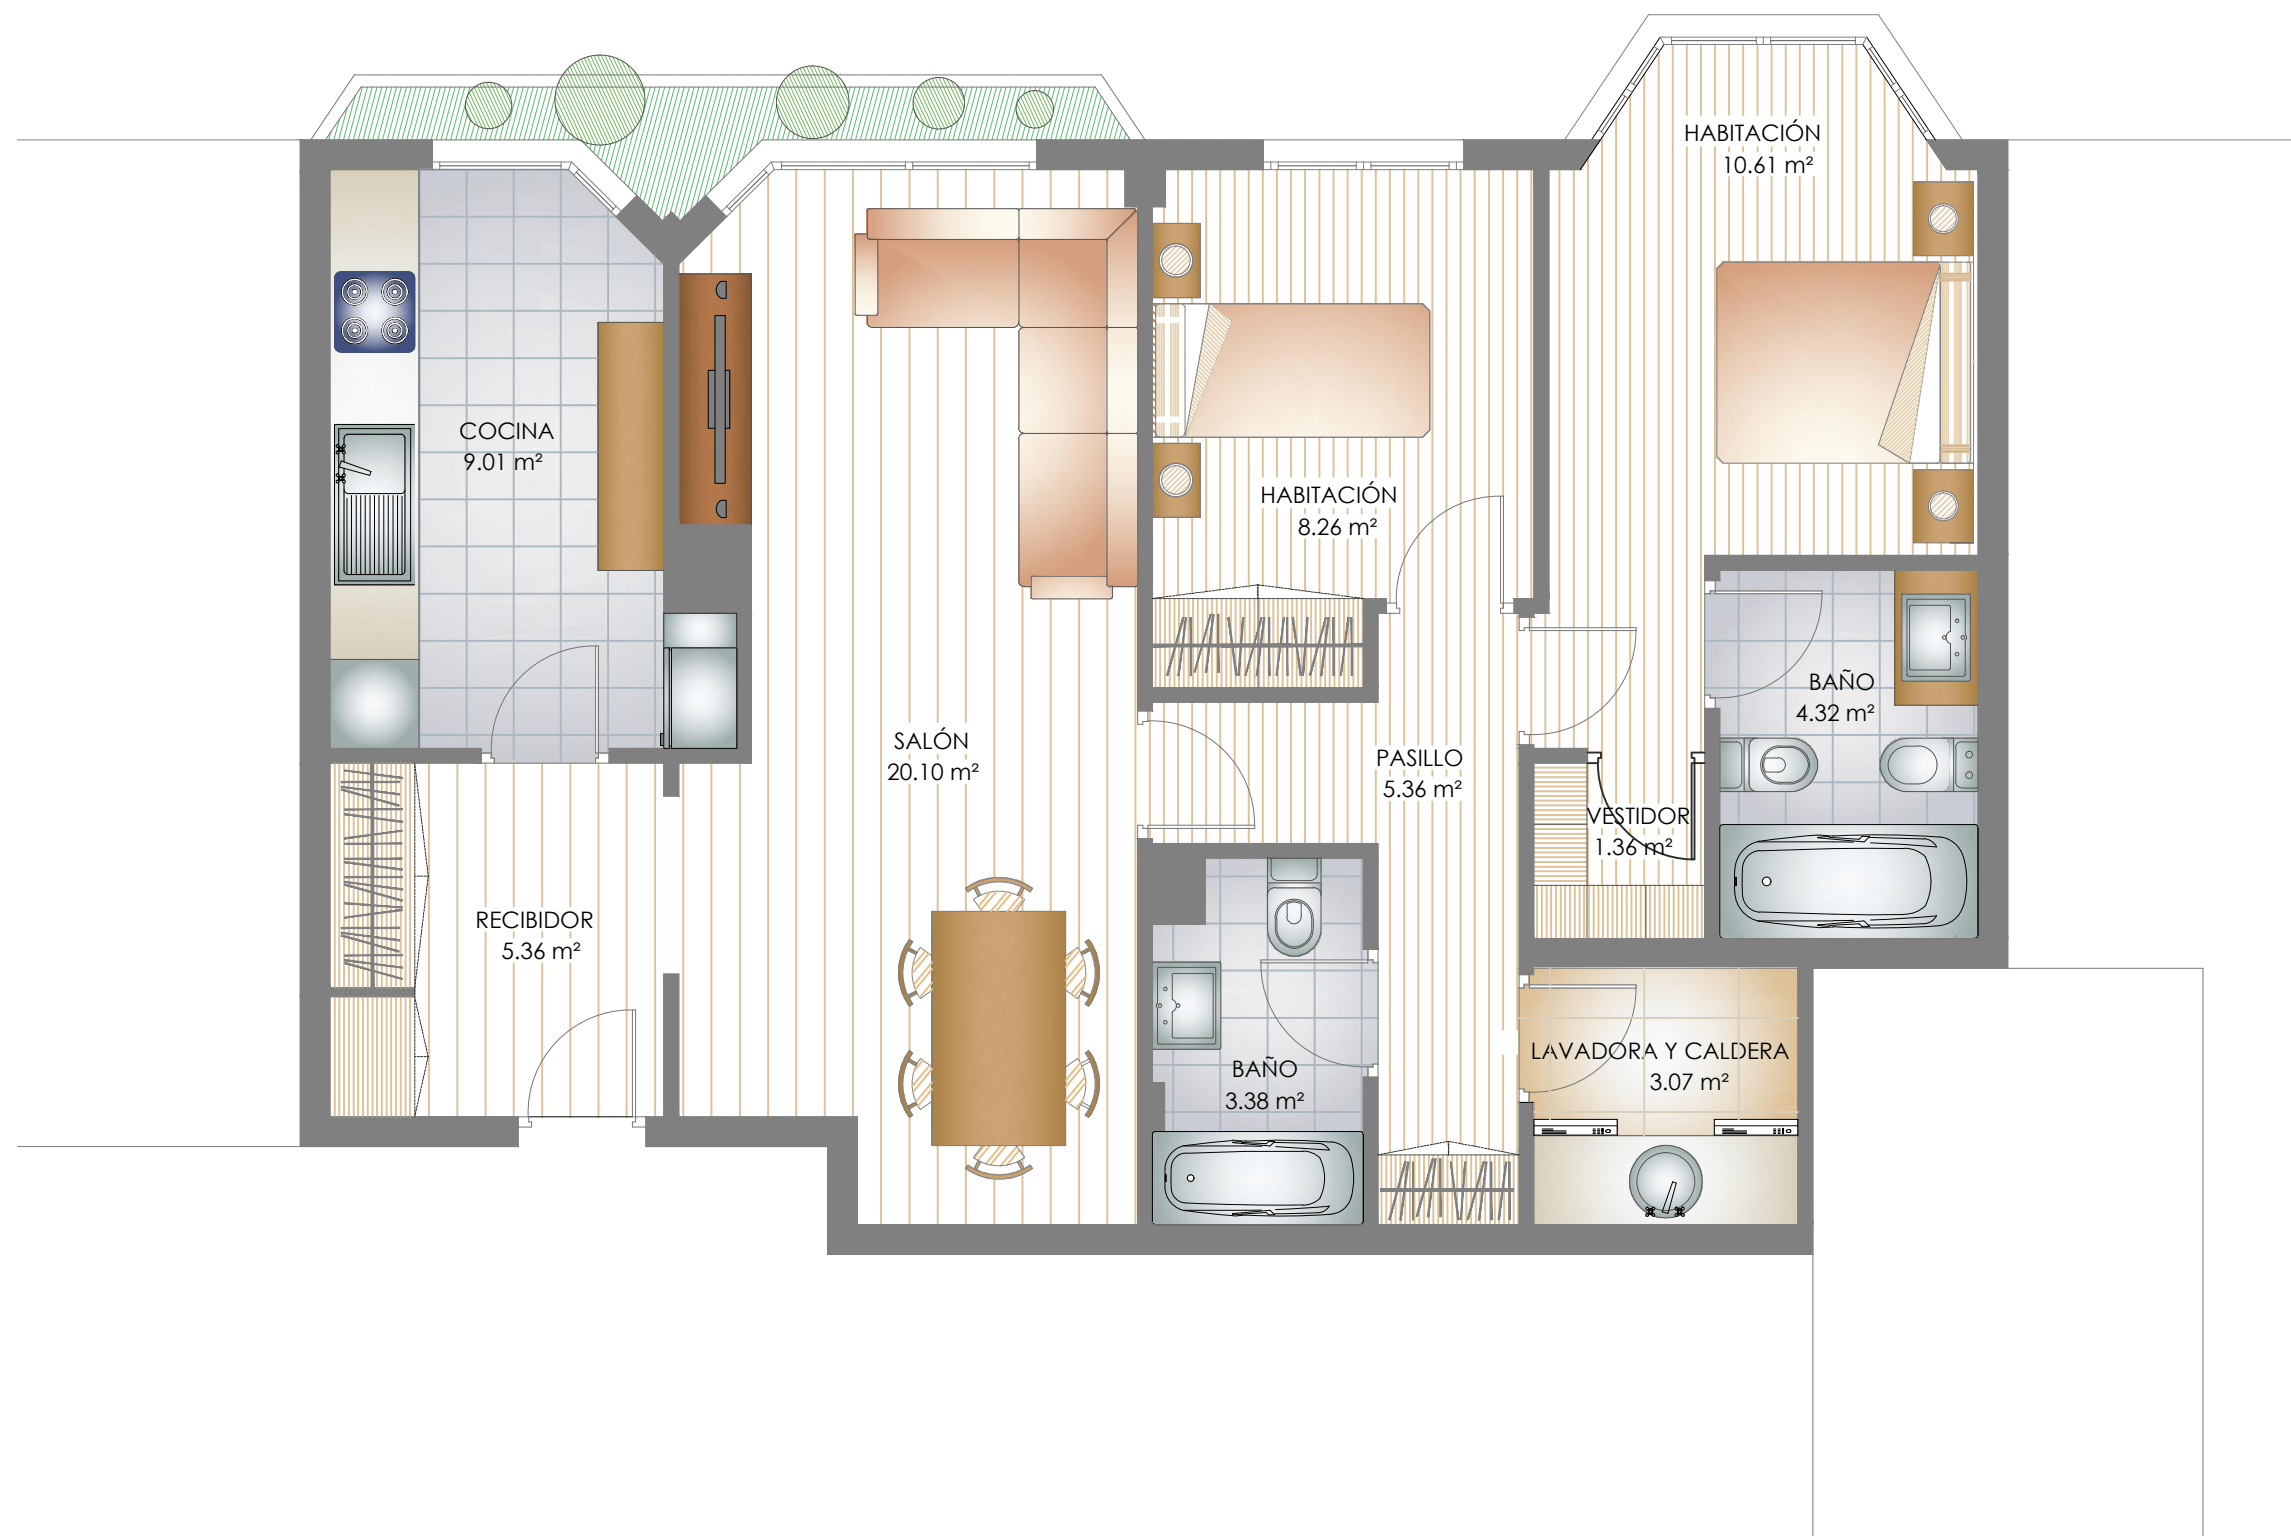 HABITACIÓN
10.61 m²
COCINA
9.01 m²
HABITACIÓN
8.26 m²
BAÑO
4.32 m²
SALÓN
20.10 m²
PASILLO
5.36 m²
VESTIDOR
1.36 m²
RECIBIDOR
5.36 m²
LAVADORA Y CALDERA
3.07 m²
BAÑO
3.38 m²